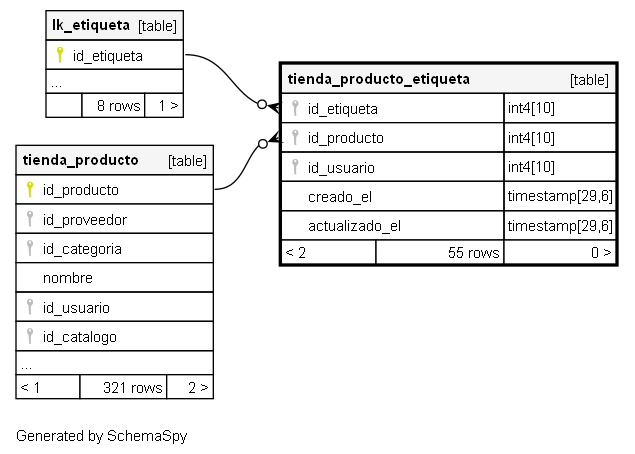 lk_etiqueta [table]
id_etiqueta
...
8 rows 1 >
tienda_producto_etiqueta [table]
id_etiqueta int4[10]
id_producto int4[10]
id_usuario int4[10]
creado_el timestamp[29,6]
actualizado_el timestamp[29,6]
< 2 55 rows 0 >
tienda_producto [table]
id_producto
id_proveedor
id_categoria
nombre
id_usuario
id_catalogo
...
< 1 321 rows 2 >
Generated by SchemaSpy